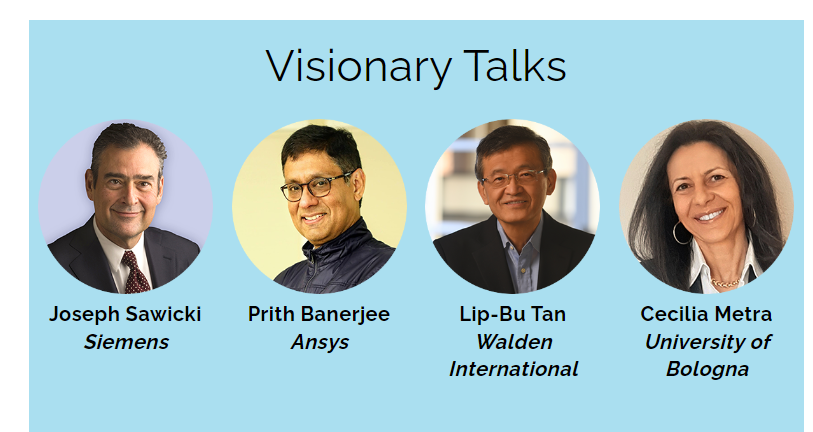 Visionary Talks
Joseph Sawicki
Siemens
Prith Banerjee
Ansys
Lip-Bu Tan
Walden
International
Cecilia Metra
University of
Bologna